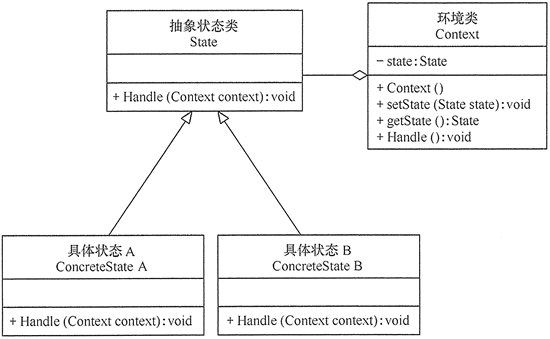 抽象状态类
State
+ Handle (Context context): void
环境类
Context
− state: State
+ Context ()
+ setState (State state): void
+ getState (): State
+ Handle (): void
具体状态 A
ConcreteState A
+ Handle (Context context): void
具体状态 B
ConcreteState B
+ Handle (Context context): void